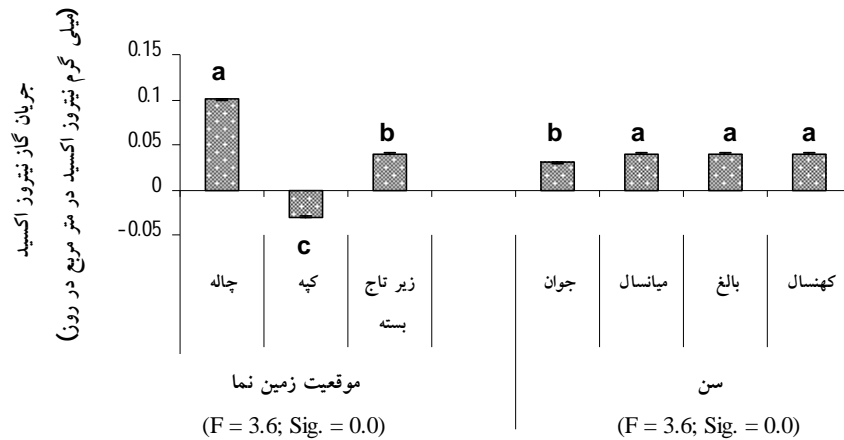 جریان گاز نیتروز اکسید
(میلی گرم نیتروز اکسید در متر مربع در روز)
0.15
0.1
0.05
0
-0.05
a
c
b
b
a
a
a
چاله
کپه
زیر تاج
بسته
جوان
میانسال
بالغ
کهنسال
موقعیت زمین نما
سن
(F = 3.6; Sig. = 0.0)
(F = 3.6; Sig. = 0.0)